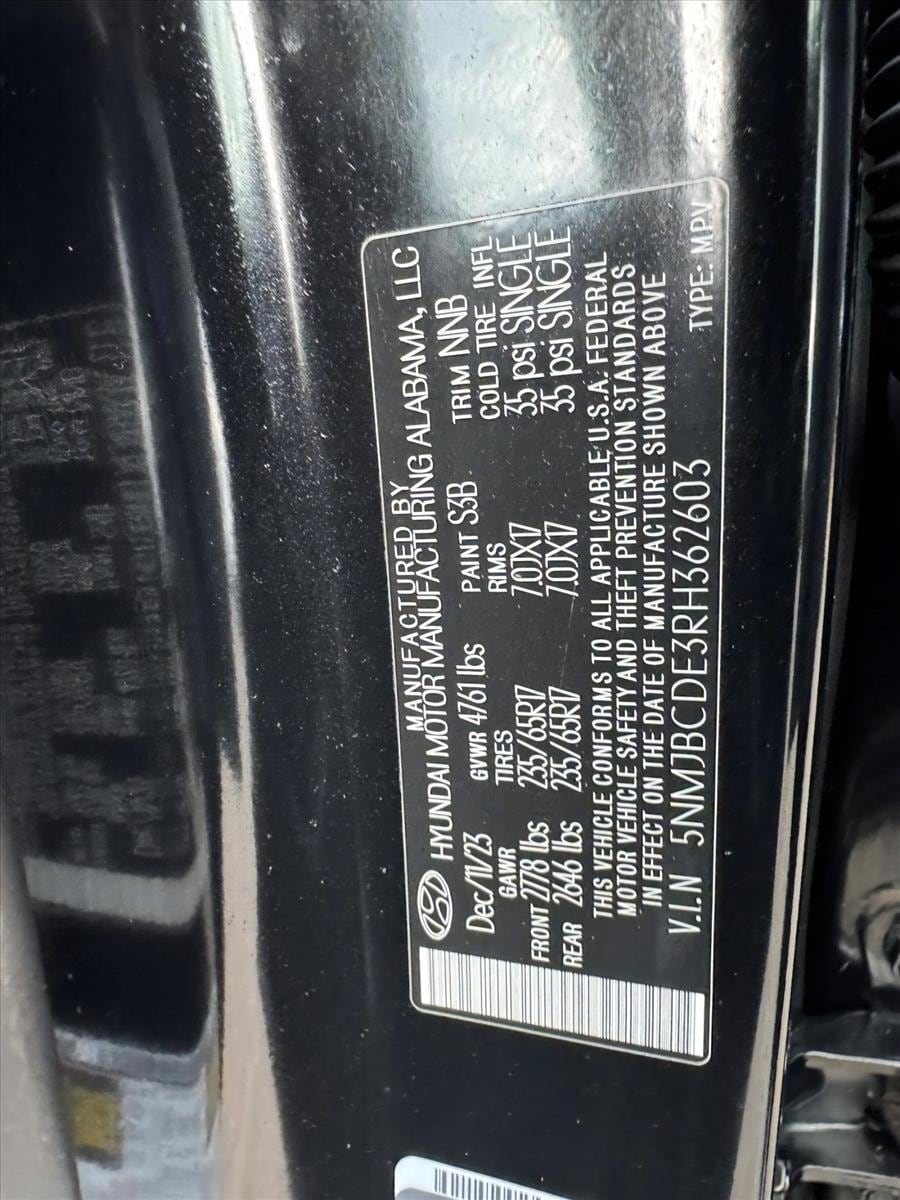 MANUFACTURED BY
HYUNDAI MOTOR MANUFACTURING ALABAMA, LLC
Dec/11/23 GVWR 4761 lbs PAINT S3B TRIM NNB
GAWR TIRES RIMS COLD TIRE INFL
FRONT 2778 lbs 235/65R17 7.0JX17 35 psi SINGLE
REAR 2646 lbs 235/65R17 7.0JX17 35 psi SINGLE
THIS VEHICLE CONFORMS TO ALL APPLICABLE U.S.A. FEDERAL
MOTOR VEHICLE SAFETY AND THEFT PREVENTION STANDARDS
IN EFFECT ON THE DATE OF MANUFACTURE SHOWN ABOVE
V.I.N 5NMJBCDE3RH362603 TYPE: MPV